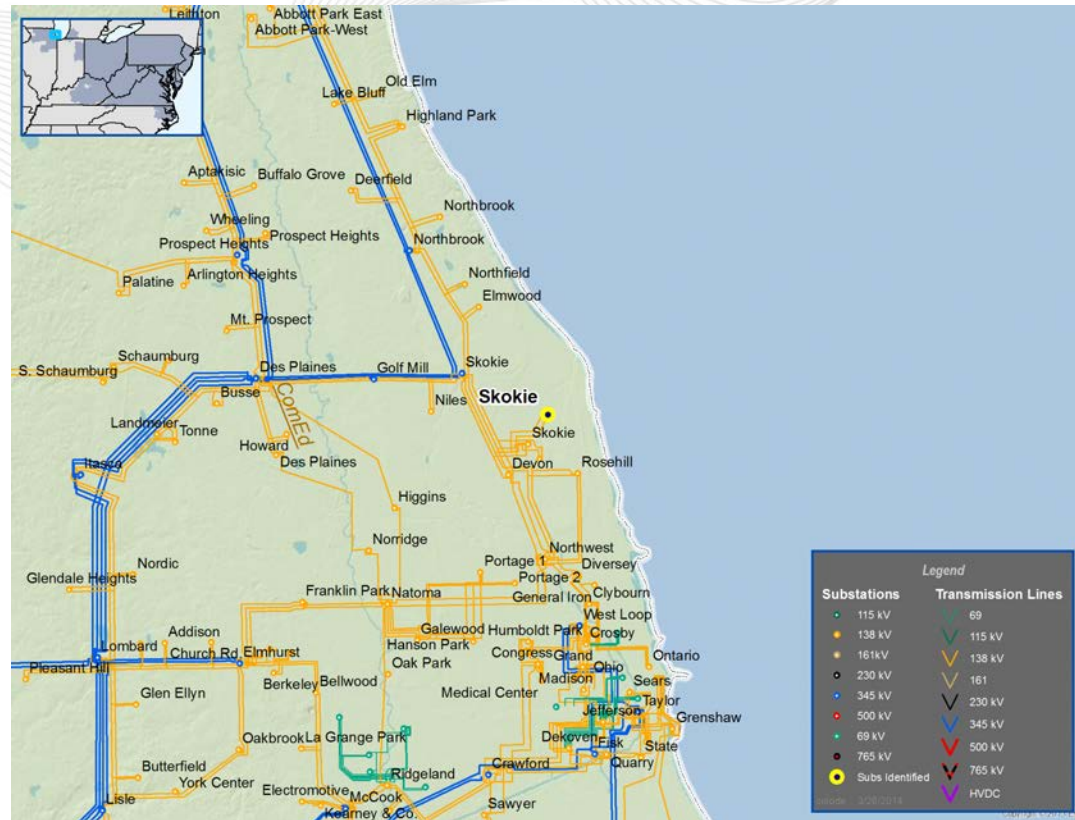 Leithton
Abbott Park East
Abbott Park-West
Old Elm
Lake Bluff
Highland Park
Aptakisic
Buffalo Grove
Deerfield
Northbrook
Wheeling
Prospect Heights
Prospect Heights
Northbrook
Palatine
Arlington Heights
Northfield
Elmwood
Mt. Prospect
Schaumburg
Des Plaines
Golf Mill
Skokie
S. Schaumburg
Busse
ComEd
Niles
Skokie
Landmeier
Tonne
Howard
Skokie
Des Plaines
Devon
Rosehill
Itasca
Higgins
Norridge
Northwest
Nordic
Portage 1
Diversey
Glendale Heights
Portage 2
Franklin Park
Natoma
General Iron
Clybourn
West Loop
Addison
Galewood
Humboldt Park
Crosby
Lombard
Church Rd.
Elmhurst
Hanson Park
Congress
Grand
Ontario
Pleasant Hill
Berkeley
Bellwood
Oak Park
Madison
Ohio
Sears
Glen Ellyn
Medical Center
Jefferson
Taylor
Grenshaw
Oakbrook
La Grange Park
Dekoven
Fisk
State
Butterfield
York Center
Ridgeland
Crawford
Quarry
Lisle
Electromotive
McCook
Kearney & Co.
Sawyer
Legend
Substations
115 kV
138 kV
161kV
230 kV
345 kV
500 kV
69 kV
765 kV
Subs Identified
Transmission Lines
69
115 kV
138 kV
161
230 kV
345 kV
500 kV
765 kV
HVDC